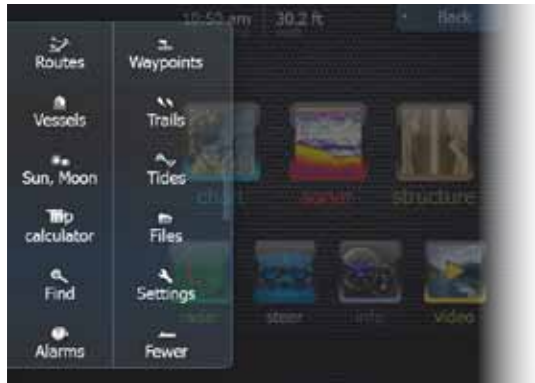 10:50 am 30.2 ft Back
Routes Waypoints
Vessels Trails
Sun, Moon Tides
Trip calculator Files
Find Settings
Alarms Fewer
chart sonar structure
radar steer info video